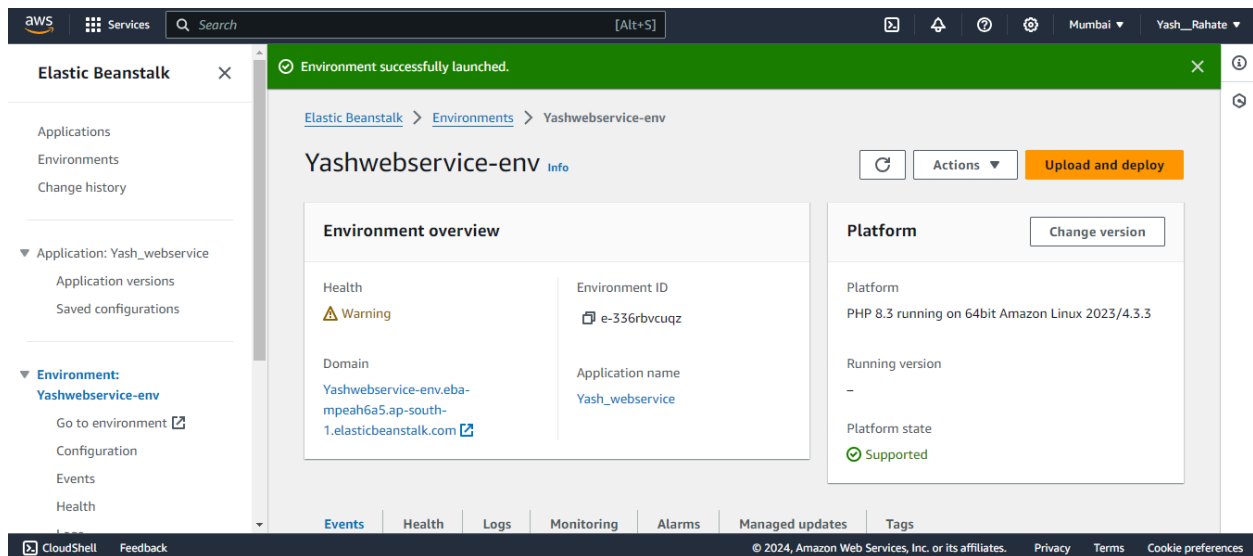 aws
Services
Search
[Alt+S]
Mumbai ▼
Yash__Rahate ▼
Elastic Beanstalk
Applications
Environments
Change history
Application: Yash_webservice
Application versions
Saved configurations
Environment:
Yashwebservice-env
Go to environment
Configuration
Events
Health
Environment successfully launched.
Elastic Beanstalk > Environments > Yashwebservice-env
Yashwebservice-env Info
Actions ▼
Upload and deploy
Environment overview
Health
Warning
Domain
Yashwebservice-env.eba-
mpeah6a5.ap-south-
1.elasticbeanstalk.com
Environment ID
e-336rbvcuqz
Application name
Yash_webservice
Platform
Change version
Platform
PHP 8.3 running on 64bit Amazon Linux 2023/4.3.3
Running version
–
Platform state
Supported
Events Health Logs Monitoring Alarms Managed updates Tags
CloudShell Feedback
© 2024, Amazon Web Services, Inc. or its affiliates. Privacy Terms Cookie preferences